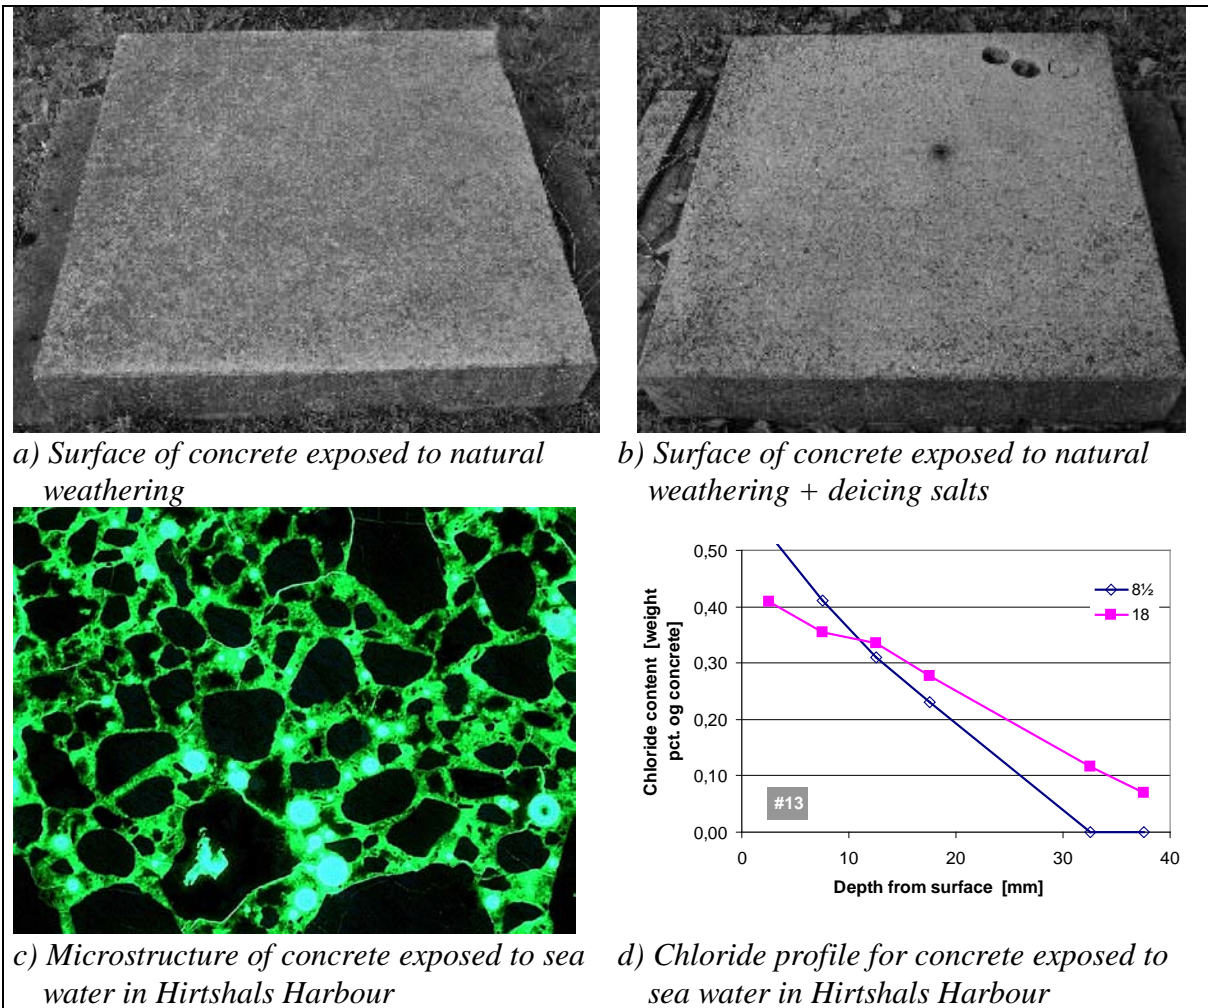 a) Surface of concrete exposed to natural
weathering
b) Surface of concrete exposed to natural
weathering + deicing salts
c) Microstructure of concrete exposed to sea
water in Hirtshals Harbour
0,50
0,40
0,30
0,20
0,10
0,00
0
10
20
30
40
Chloride content [weight
pct. og concrete]
Depth from surface [mm]
8½
18
#13
d) Chloride profile for concrete exposed to
sea water in Hirtshals Harbour